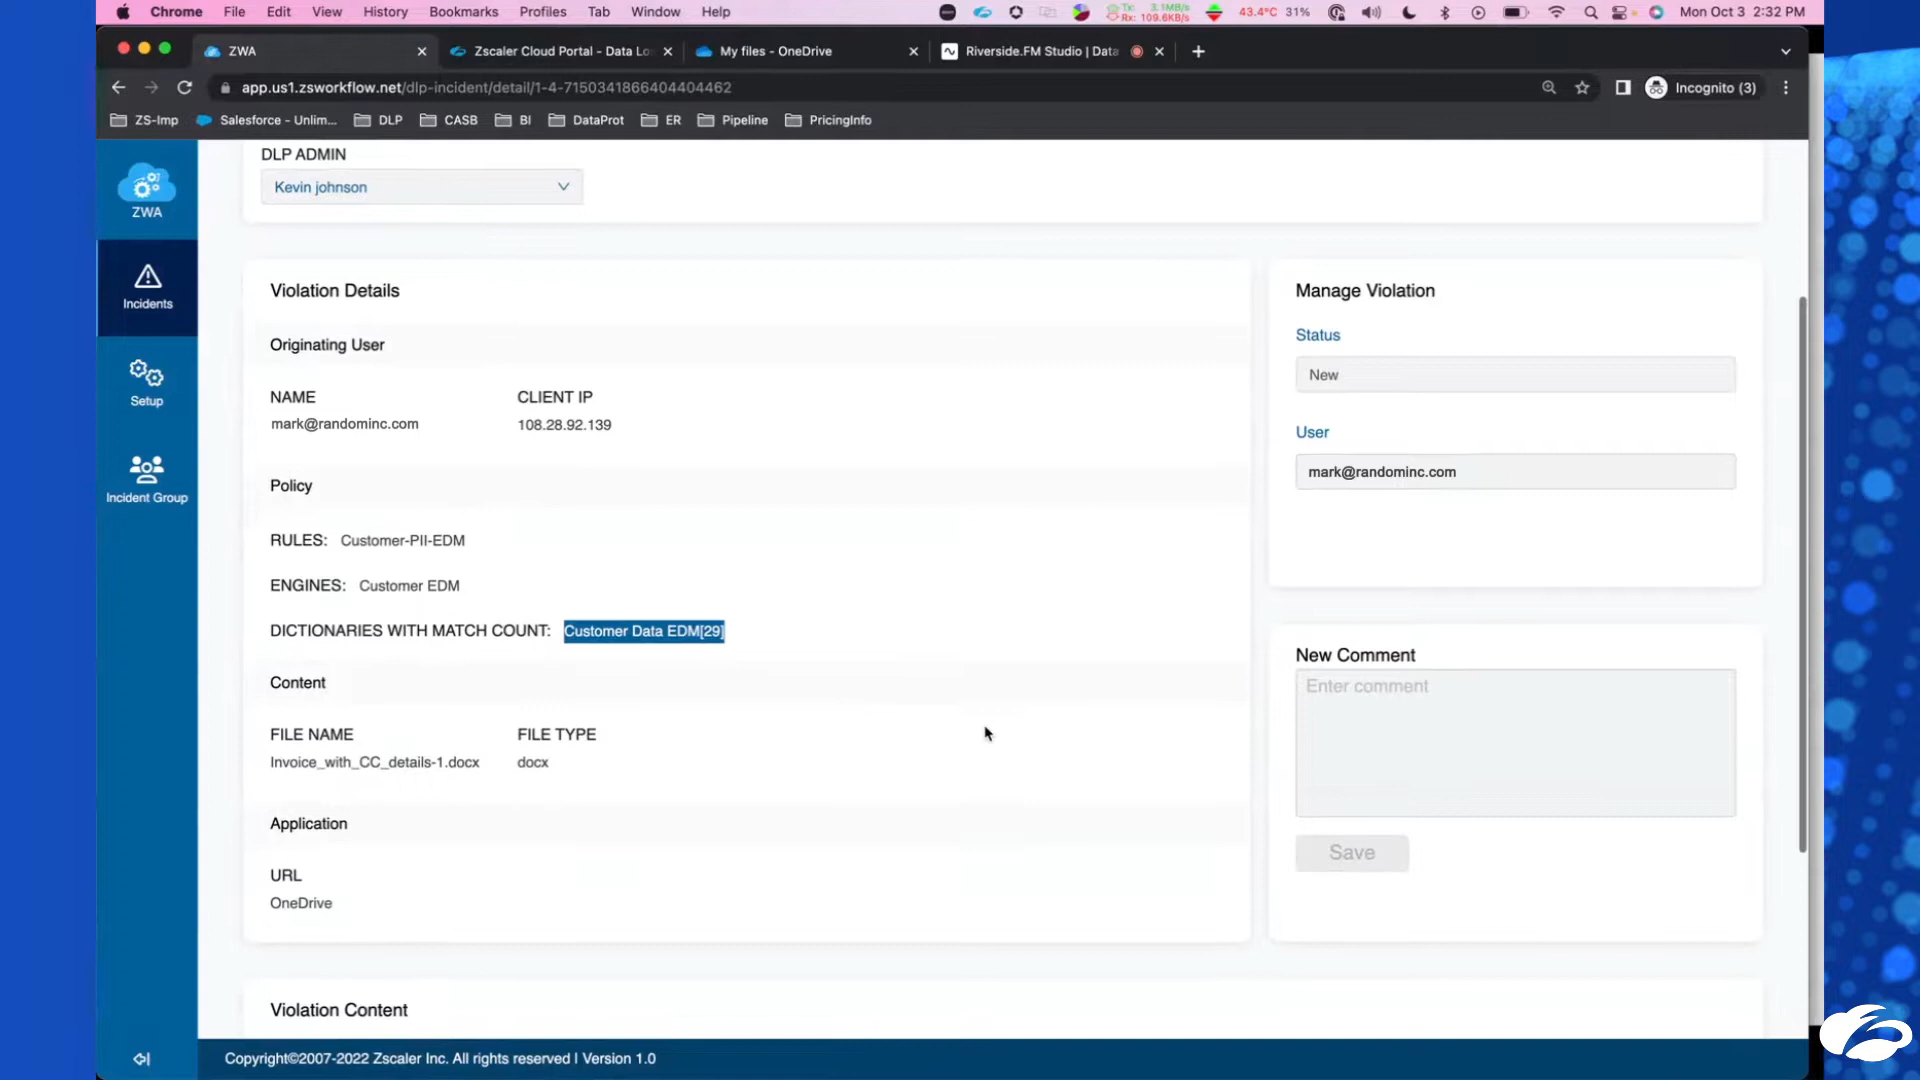 Chrome File Edit View History Bookmarks Profiles Tab Window Help
Tx: 3.1MB/s
Rx: 109.6KB/s
43.4°C 31% Mon Oct 3 2:32 PM
ZWA Zscaler Cloud Portal - Data Lo My files - OneDrive Riverside.FM Studio | Data
app.us1.zsworkflow.net/dlp-incident/detail/1-4-7150341866404404462 Incognito (3)
ZS-Imp Salesforce - Unlim... DLP CASB BI DataProt ER Pipeline PricingInfo
ZWA
Incidents
Setup
Incident Group
DLP ADMIN
Kevin johnson
Violation Details
Originating User
NAME CLIENT IP
mark@randominc.com 108.28.92.139
Policy
RULES: Customer-PII-EDM
ENGINES: Customer EDM
DICTIONARIES WITH MATCH COUNT: Customer Data EDM[29]
Content
FILE NAME FILE TYPE
Invoice_with_CC_details-1.docx docx
Application
URL
OneDrive
Violation Content
Manage Violation
Status
New
User
mark@randominc.com
New Comment
Enter comment
Save
Copyright©2007-2022 Zscaler Inc. All rights reserved | Version 1.0